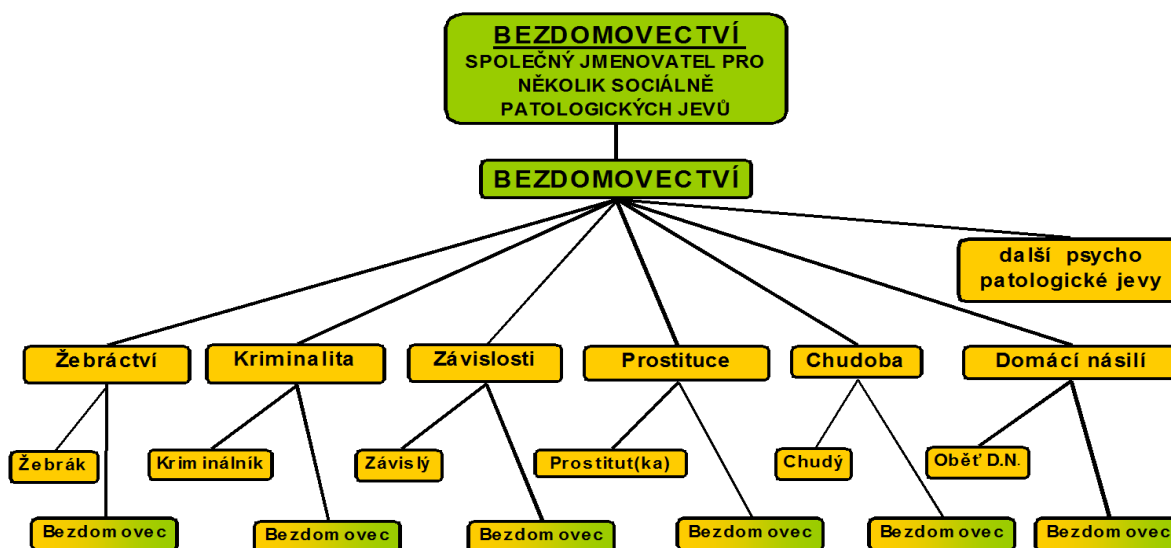 BEZDOMOVECTVÍ
SPOLEČNÝ JMENOVATEL PRO
NĚKOLIK SOCIÁLNĚ
PATOLOGICKÝCH JEVŮ
BEZDOMOVECTVÍ
další psycho
patologické jevy
Žebráctví
Kriminalita
Závislosti
Prostituce
Chudoba
Domácí násilí
Žebrák
Kriminálník
Závislý
Prostitut(ka)
Chudý
Oběť D.N.
Bezdomovec
Bezdomovec
Bezdomovec
Bezdomovec
Bezdomovec
Bezdomovec